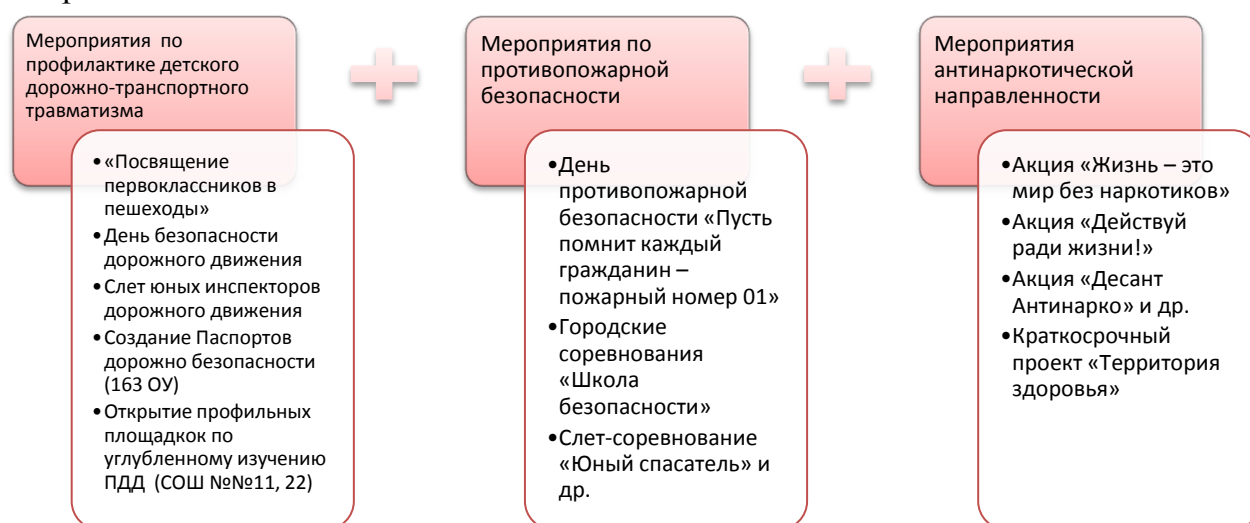 Мероприятия по
профилактике детского
дорожно-транспортного
травматизма
•«Посвящение
первоклассников в
пешеходы»
•День безопасности
дорожного движения
•Слет юных инспекторов
дорожного движения
•Создание Паспортов
дорожно безопасности
(163 ОУ)
•Открытие профильных
площадкок по
углубленному изучению
ПДД (СОШ №№11, 22)
Мероприятия по
противопожарной
безопасности
•День
противопожарной
безопасности «Пусть
помнит каждый
гражданин –
пожарный номер 01»
•Городские
соревнования
«Школа
безопасности»
•Слет-соревнование
«Юный спасатель» и
др.
Мероприятия
антинаркотической
направленности
•Акция «Жизнь – это
мир без наркотиков»
•Акция «Действуй
ради жизни!»
•Акция «Десант
Антинарко» и др.
•Краткосрочный
проект «Территория
здоровья»